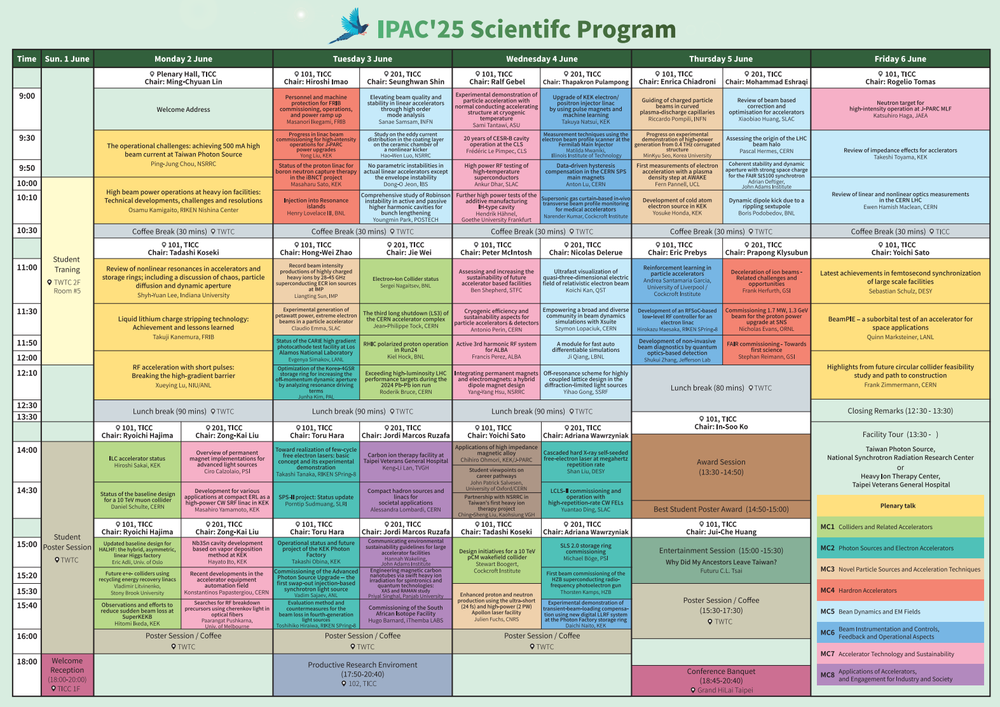 IPAC'25 Scientifc Program
Time
Sun. 1 June
Monday 2 June
Tuesday 3 June
Wednesday 4 June
Thursday 5 June
Friday 6 June
9:00
9:30
9:50
10:00
10:10
10:30
11:00
11:30
11:50
12:00
12:10
12:30
13:30
14:00
14:30
15:00
15:20
15:30
15:40
16:00
18:00
Student
Traning
TWTC 2F
Room #5
Student
Poster Session
TWTC
Welcome
Reception
(18:00-20:00)
TICC 1F
Plenary Hall, TICC
Chair: Ming-Chyuan Lin
Welcome Address
The operational challenges: achieving 500 mA high
beam current at Taiwan Photon Source
Ping-Jung Chou, NSRRC
High beam power operations at heavy ion facilities:
Technical developments, challenges and resolutions
Osamu Kamigaito, RIKEN Nishina Center
Coffee Break (30 mins) TWTC
101, TICC
Chair: Tadashi Koseki
Review of nonlinear resonances in accelerators and
storage rings; including a discussion of chaos, particle
diffusion and dynamic aperture
Shyh-Yuan Lee, Indiana University
Liquid lithium charge stripping technology:
Achievement and lessons learned
Takuji Kanemura, FRIB
RF acceleration with short pulses:
Breaking the high-gradient barrier
Xueying Lu, NIU/ANL
Lunch break (90 mins) TWTC
101, TICC
Chair: Ryoichi Hajima
ILC accelerator status
Hiroshi Sakai, KEK
Status of the baseline design
for a 10 TeV muon collider
Daniel Schulte, CERN
101, TICC
Chair: Ryoichi Hajima
Updated baseline design for
HALHF: the hybrid, asymmetric,
linear Higgs factory
Eric Adli, Univ. of Oslo
Future e+e- colliders using
recycling energy recovery linacs
Vladimir Litvinenko,
Stony Brook University
Observations and efforts to
reduce sudden beam loss at
SuperKEKB
Hitomi Ikeda, KEK
201, TICC
Chair: Zong-Kai Liu
Overview of permanent
magnet implementations for
advanced light sources
Ciro Calzolaio, PSI
Development for various
applications at compact ERL as a
high-power CW SRF linac in KEK
Masahiro Yamamoto, KEK
201, TICC
Chair: Zong-Kai Liu
Nb3Sn cavity development
based on vapor deposition
method at KEK
Hayato Ito, KEK
Recent developments in the
accelerator equipment
automation field
Konstantinos Papastergiou, CERN
Searches for RF breakdown
precursors using cherenkov light in
optical fibers
Paarangat Pushkarna,
Univ. of Melbourne
Poster Session / Coffee
TWTC
101, TICC
Chair: Hiroshi Imao
Personnel and machine
protection for FRIB
commissioning, operations,
and power ramp up
Masanori Ikegami, FRIB
Progress in linac beam
commissioning for high-intensity
operations for J-PARC
power upgrades
Yong Liu, KEK
Status of the proton linac for
boron neutron capture therapy
in the iBNCT project
Masaharu Sato, KEK
Injection into Resonance
islands
Henry Lovelace III, BNL
201, TICC
Chair: Seunghwan Shin
Elevating beam quality and
stability in linear accelerators
through high order
mode analysis
Sanae Samsam, INFN
Study on the eddy current
distribution in the coating layer
on the ceramic chamber of
a nonlinear kicker
Hao-Wen Luo, NSRRC
No parametric instabilities in
actual linear accelerators except
the envelope instability
Dong-O Jeon, IBS
Comprehensive study of Robinson
instability in active and passive
higher harmonic cavities for
bunch lengthening
Youngmin Park, POSTECH
Coffee Break (30 mins) TWTC
101, TICC
Chair: Hong-Wei Zhao
Record beam intensity
productions of highly charged
heavy ions by 28-45 GHz
superconducting ECR ion sources
at IMP
Liangting Sun, IMP
Experimental generation of
petawatt power, extreme electron
beams in a particle accelerator
Claudio Emma, SLAC
Status of the CARIE high gradient
photocathode test facility at Los
Alamos National Laboratory
Evgenya Simakov, LANL
Optimization of the Korea-4GSR
storage ring for increasing the
off-momentum dynamic aperture
by analyzing resonance driving
terms
Junha Kim, PAL
201, TICC
Chair: Jie Wei
Electron-Ion Collider status
Sergei Nagaitsev, BNL
The third long shutdown (LS3) of
the CERN accelerator complex
Jean-Philippe Tock, CERN
RHIC polarized proton operation
in Run24
Kiel Hock, BNL
Exceeding high-luminosity LHC
performance targets during the
2024 Pb-Pb ion run
Roderik Bruce, CERN
Lunch break (90 mins) TWTC
101, TICC
Chair: Toru Hara
Toward realization of few-cycle
free electron lasers: basic
concept and its experimental
demonstration
Takashi Tanaka, RIKEN SPring-8
SPS-II project: Status update
Porntip Sudmuang, SLRI
101, TICC
Chair: Toru Hara
Operational status and future
project of the KEK Photon
Factory
Takashi Obina, KEK
Commissioning of the Advanced
Photon Source Upgrade — the
first swap-out injection-based
synchrotron light source
Vadim Sajaev, ANL
Evaluation method and
countermeasures for the
beam loss in fourth-generation
light sources
Toshihiko Hiraiwa, RIKEN SPring-8
201, TICC
Chair: Jordi Marcos Ruzafa
Carbon ion therapy facility at
Taipei Veterans General Hospital
Keng-Li Lan, TVGH
Compact hadron sources and
linacs for
societal applications
Alessandra Lombardi, CERN
201, TICC
Chair: Jordi Marcos Ruzafa
Communicating environmental
sustainability guidelines for large
accelerator facilities
Hannah Wakeling,
John Adams Institute
Engineering magnetic carbon
nanotubes via swift heavy ion
irradiation for spintronics and
quantum technologies:
XAS and RAMAN study
Priyal Singhal, Panjab University
Commissioning of the South
African Isotope Facility
Hugo Barnard, iThemba LABS
Poster Session / Coffee
TWTC
Productive Research Enviroment
(17:50-20:40)
102, TICC
101, TICC
Chair: Ralf Gebel
Experimental demonstration of
particle acceleration with
normal conducting accelerating
structure at cryogenic
temperature
Sami Tantawi, ASU
20 years of CESR-B cavity
operation at the CLS
Frédéric Le Pimpec, CLS
High power RF testing of
high-temperature
superconductors
Ankur Dhar, SLAC
Further high power tests of the
additive manufacturing
IH-type cavity
Hendrik Hähnel,
Goethe University Frankfurt
201, TICC
Chair: Thapakron Pulampong
Upgrade of KEK electron/
positron injector linac
by using pulse magnets and
machine learning
Takuya Natsui, KEK
Measurement techniques using the
electron beam profile scanner at the
Fermilab Main Injector
Matilda Mwaniki,
Illinois Institute of Technology
Data-driven hysteresis
compensation in the CERN SPS
main magnets
Anton Lu, CERN
Supersonic gas curtain-based in-vivo
transverse beam profile monitoring
for medical accelerators
Narender Kumar, Cockcroft Institute
Coffee Break (30 mins) TWTC
101, TICC
Chair: Peter McIntosh
Assessing and increasing the
sustainability of future
accelerator based facilities
Ben Shepherd, STFC
Cryogenic efficiency and
sustainability aspects for
particle accelerators & detectors
Antonio Perin, CERN
Active 3rd harmonic RF system
for ALBA
Francis Perez, ALBA
Integrating permanent magnets
and electromagnets: a hybrid
dipole magnet design
Yang-Yang Hsu, NSRRC
201, TICC
Chair: Nicolas Delerue
Ultrafast visualization of
quasi-three-dimensional electric
field of relativistic electron beam
Koichi Kan, QST
Empowering a broad and diverse
community in beam dynamics
simulations with Xsuite
Szymon Lopaciuk, CERN
A module for fast auto
differentiable simulations
Ji Qiang, LBNL
Off-resonance scheme for highly
coupled lattice design in the
diffraction-limited light sources
Yihao Gong, SSRF
Lunch break (90 mins) TWTC
101, TICC
Chair: Yoichi Sato
Applications of high impedance
magnetic alloy
Chihiro Ohmori, KEK/J-PARC
Student viewpoints on
career pathways
John Patrick Salvesen,
University of Oxford/CERN
Partnership with NSRRC in
Taiwan's first heavy ion
therapy project
Ching-Sheng Liu, Kaohsiung VGH
101, TICC
Chair: Tadashi Koseki
Design initiatives for a 10 TeV
pCM wakefield collider
Stewart Boogert,
Cockcroft Institute
Enhanced proton and neutron
production using the ultra-short
(24 fs) and high-power (2 PW)
Apollon laser facility
Julien Fuchs, CNRS
201, TICC
Chair: Adriana Wawrzyniak
Cascaded hard X-ray self-seeded
free-electron laser at megahertz
repetition rate
Shan Liu, DESY
LCLS-II commissioning and
operation with
high-repetition-rate CW FELs
Yuantao Ding, SLAC
201, TICC
Chair: Adriana Wawrzyniak
SLS 2.0 storage ring
commissioning
Michael Böge, PSI
First beam commissioning of the
HZB superconducting radio-
frequency photoelectron gun
Thorsten Kamps, HZB
Experimental demonstration of
transient-beam-loading compensa-
tion using new digital LLRF system
at the Photon Factory storage ring
Daichi Naito, KEK
Poster Session / Coffee
TWTC
101, TICC
Chair: Enrica Chiadroni
Guiding of charged particle
beams in curved
plasma-discharge capillaries
Riccardo Pompili, INFN
Progress on experimental
demonstration of high-power
generation from 0.4 THz corrugated
structure
MinKyu Seo, Korea University
First measurements of electron
acceleration with a plasma
density step at AWAKE
Fern Pannell, UCL
Development of cold atom
electron source in KEK
Yosuke Honda, KEK
201, TICC
Chair: Mohammad Eshraqi
Review of beam based
correction and
optimisation for accelerators
Xiaobiao Huang, SLAC
Assessing the origin of the LHC
beam halo
Pascal Hermes, CERN
Coherent stability and dynamic
aperture with strong space charge
for the FAIR SIS100 synchrotron
Adrian Oeftiger,
John Adams Institute
Dynamic dipole kick due to a
rippling sextupole
Boris Podobedov, BNL
Coffee Break (30 mins) TWTC
101, TICC
Chair: Eric Prebys
Reinforcement learning in
particle accelerators
Andrea Santamaria Garcia,
University of Liverpool /
Cockcroft Institute
Development of an RFSoC-based
low-level RF controller for an
electron linac
Hirokazu Maesaka, RIKEN SPring-8
Development of non-invasive
beam diagnostics by quantum
optics-based detection
Shukui Zhang, Jefferson Lab
201, TICC
Chair: Prapong Klysubun
Deceleration of ion beams -
Related challenges and
opportunities
Frank Herfurth, GSI
Commissioning 1.7 MW, 1.3 GeV
beam for the proton power
upgrade at SNS
Nicholas Evans, ORNL
FAIR commissioning - Towards
first science
Stephan Reimann, GSI
Lunch break (80 mins) TWTC
101, TICC
Chair: In-Soo Ko
Award Session
(13:30 -14:50)
Best Student Poster Award (14:50-15:00)
101, TICC
Chair: Jui-Che Huang
Entertainment Session (15:00 -15:30)
Why Did My Ancestors Leave Taiwan?
Futuru C.L. Tsai
Poster Session / Coffee
(15:30-17:30)
TWTC
Conference Banquet
(18:45-20:40)
Grand HiLai Taipei
101, TICC
Chair: Rogelio Tomas
Neutron target for
high-intensity operation at J-PARC MLF
Katsuhiro Haga, JAEA
Review of impedance effects for acclerators
Takeshi Toyama, KEK
Review of linear and nonlinear optics measurements
in the CERN LHC
Ewen Hamish Maclean, CERN
Coffee Break (30 mins) TICC
101, TICC
Chair: Yoichi Sato
Latest achievements in femtosecond synchronization
of large scale facilities
Sebastian Schulz, DESY
BeamPIE – a suborbital test of an accelerator for
space applications
Quinn Marksteiner, LANL
Highlights from future circular collider feasibility
study and path to construction
Frank Zimmermann, CERN
Closing Remarks (12:30 - 13:30)
Facility Tour (13:30 - )
Taiwan Photon Source,
National Synchrotron Radiation Research Center
or
Heavy Ion Therapy Center,
Taipei Veterans General Hospital
Plenary talk
MC1 Colliders and Related Accelerators
MC2 Photon Sources and Electron Accelerators
MC3 Novel Particle Sources and Acceleration Techniques
MC4 Hardron Accelerators
MC5 Bean Dynamics and EM Fields
MC6 Beam Instrumentation and Controls,
Feedback and Operational Aspects
MC7 Accelerator Technology and Sustainability
MC8 Applications of Accelerators,
and Engagement for Industry and Society